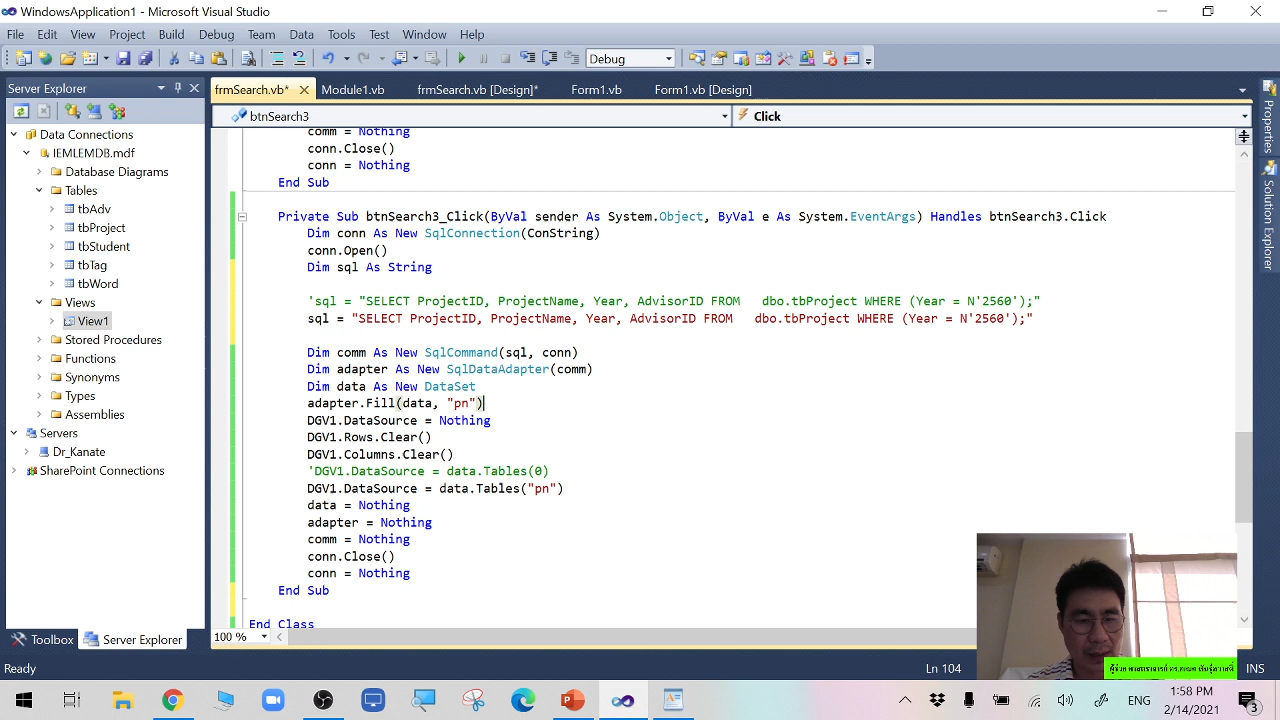 WindowsApplication1 - Microsoft Visual Studio
File Edit View Project Build Debug Team Data Tools Test Window Help
Debug
Server Explorer
frmSearch.vb* Module1.vb frmSearch.vb [Design]* Form1.vb Form1.vb [Design]
btnSearch3 Click
Data Connections
IEMLEMDB.mdf
Database Diagrams
Tables
tbAdv
tbProject
tbStudent
tbTag
tbWord
Views
View1
Stored Procedures
Functions
Synonyms
Types
Assemblies
Servers
Dr_Kanate
SharePoint Connections
Toolbox Server Explorer
comm = Nothing
conn.Close()
conn = Nothing
End Sub
Private Sub btnSearch3_Click(ByVal sender As System.Object, ByVal e As System.EventArgs) Handles btnSearch3.Click
Dim conn As New SqlConnection(ConString)
conn.Open()
Dim sql As String
'sql = "SELECT ProjectID, ProjectName, Year, AdvisorID FROM dbo.tbProject WHERE (Year = N'2560');"
sql = "SELECT ProjectID, ProjectName, Year, AdvisorID FROM dbo.tbProject WHERE (Year = N'2560');"
Dim comm As New SqlCommand(sql, conn)
Dim adapter As New SqlDataAdapter(comm)
Dim data As New DataSet
adapter.Fill(data, "pn")
DGV1.DataSource = Nothing
DGV1.Rows.Clear()
DGV1.Columns.Clear()
'DGV1.DataSource = data.Tables(0)
DGV1.DataSource = data.Tables("pn")
data = Nothing
adapter = Nothing
comm = Nothing
conn.Close()
conn = Nothing
End Sub
End Class
100 %
Properties
Solution Explorer
Ready Ln 104 INS
ENG
1:58 PM
2/14/2021
3